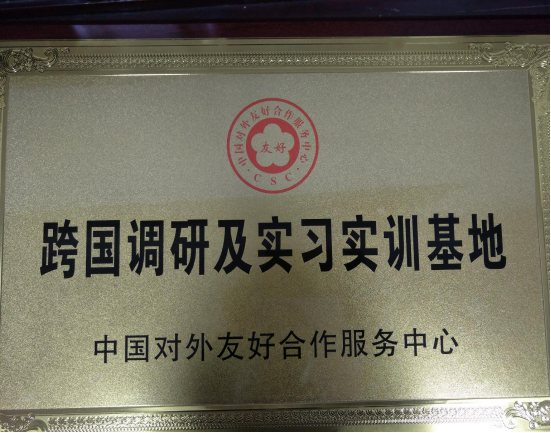 中国对外友好合作服务中心
友好
·CSC·
跨国调研及实习实训基地
中国对外友好合作服务中心